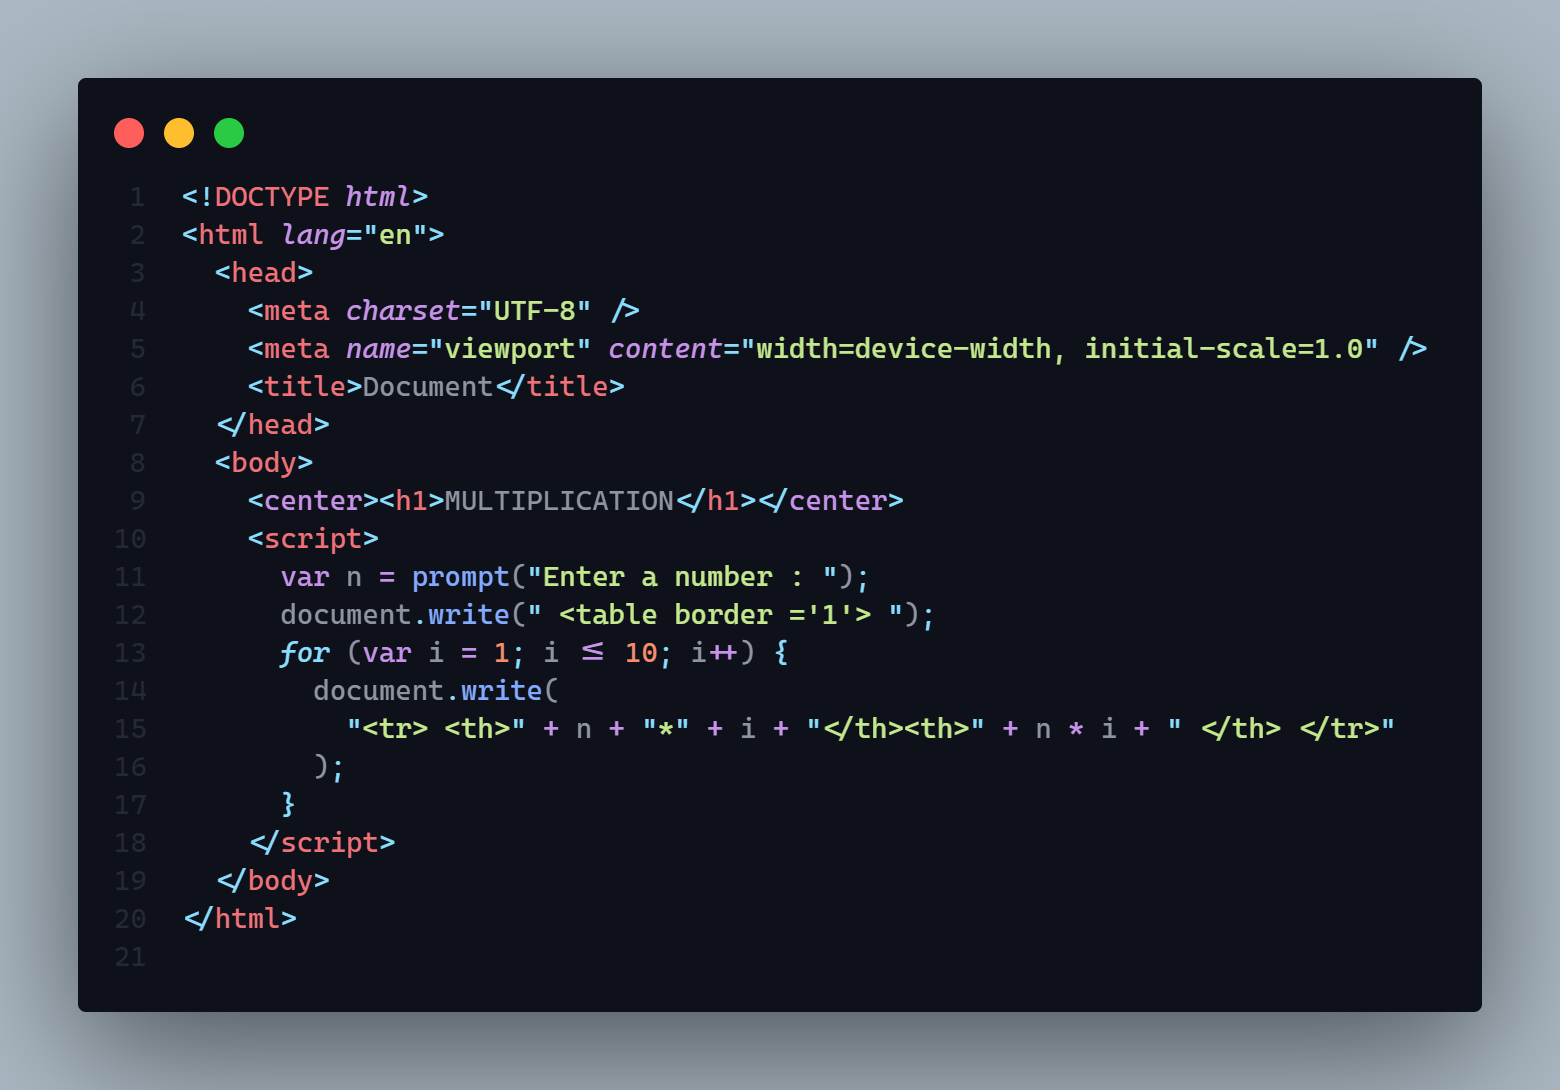 1 <!DOCTYPE html>
2 <html lang="en">
3   <head>
4     <meta charset="UTF-8" />
5     <meta name="viewport" content="width=device-width, initial-scale=1.0" />
6     <title>Document</title>
7   </head>
8   <body>
9     <center><h1>MULTIPLICATION</h1></center>
10     <script>
11       var n = prompt("Enter a number : ");
12       document.write(" <table border ='1'> ");
13       for (var i = 1; i <= 10; i++) {
14         document.write(
15           "<tr> <th>" + n + "*" + i + "</th><th>" + n * i + " </th> </tr>"
16         );
17       }
18     </script>
19   </body>
20 </html>
21